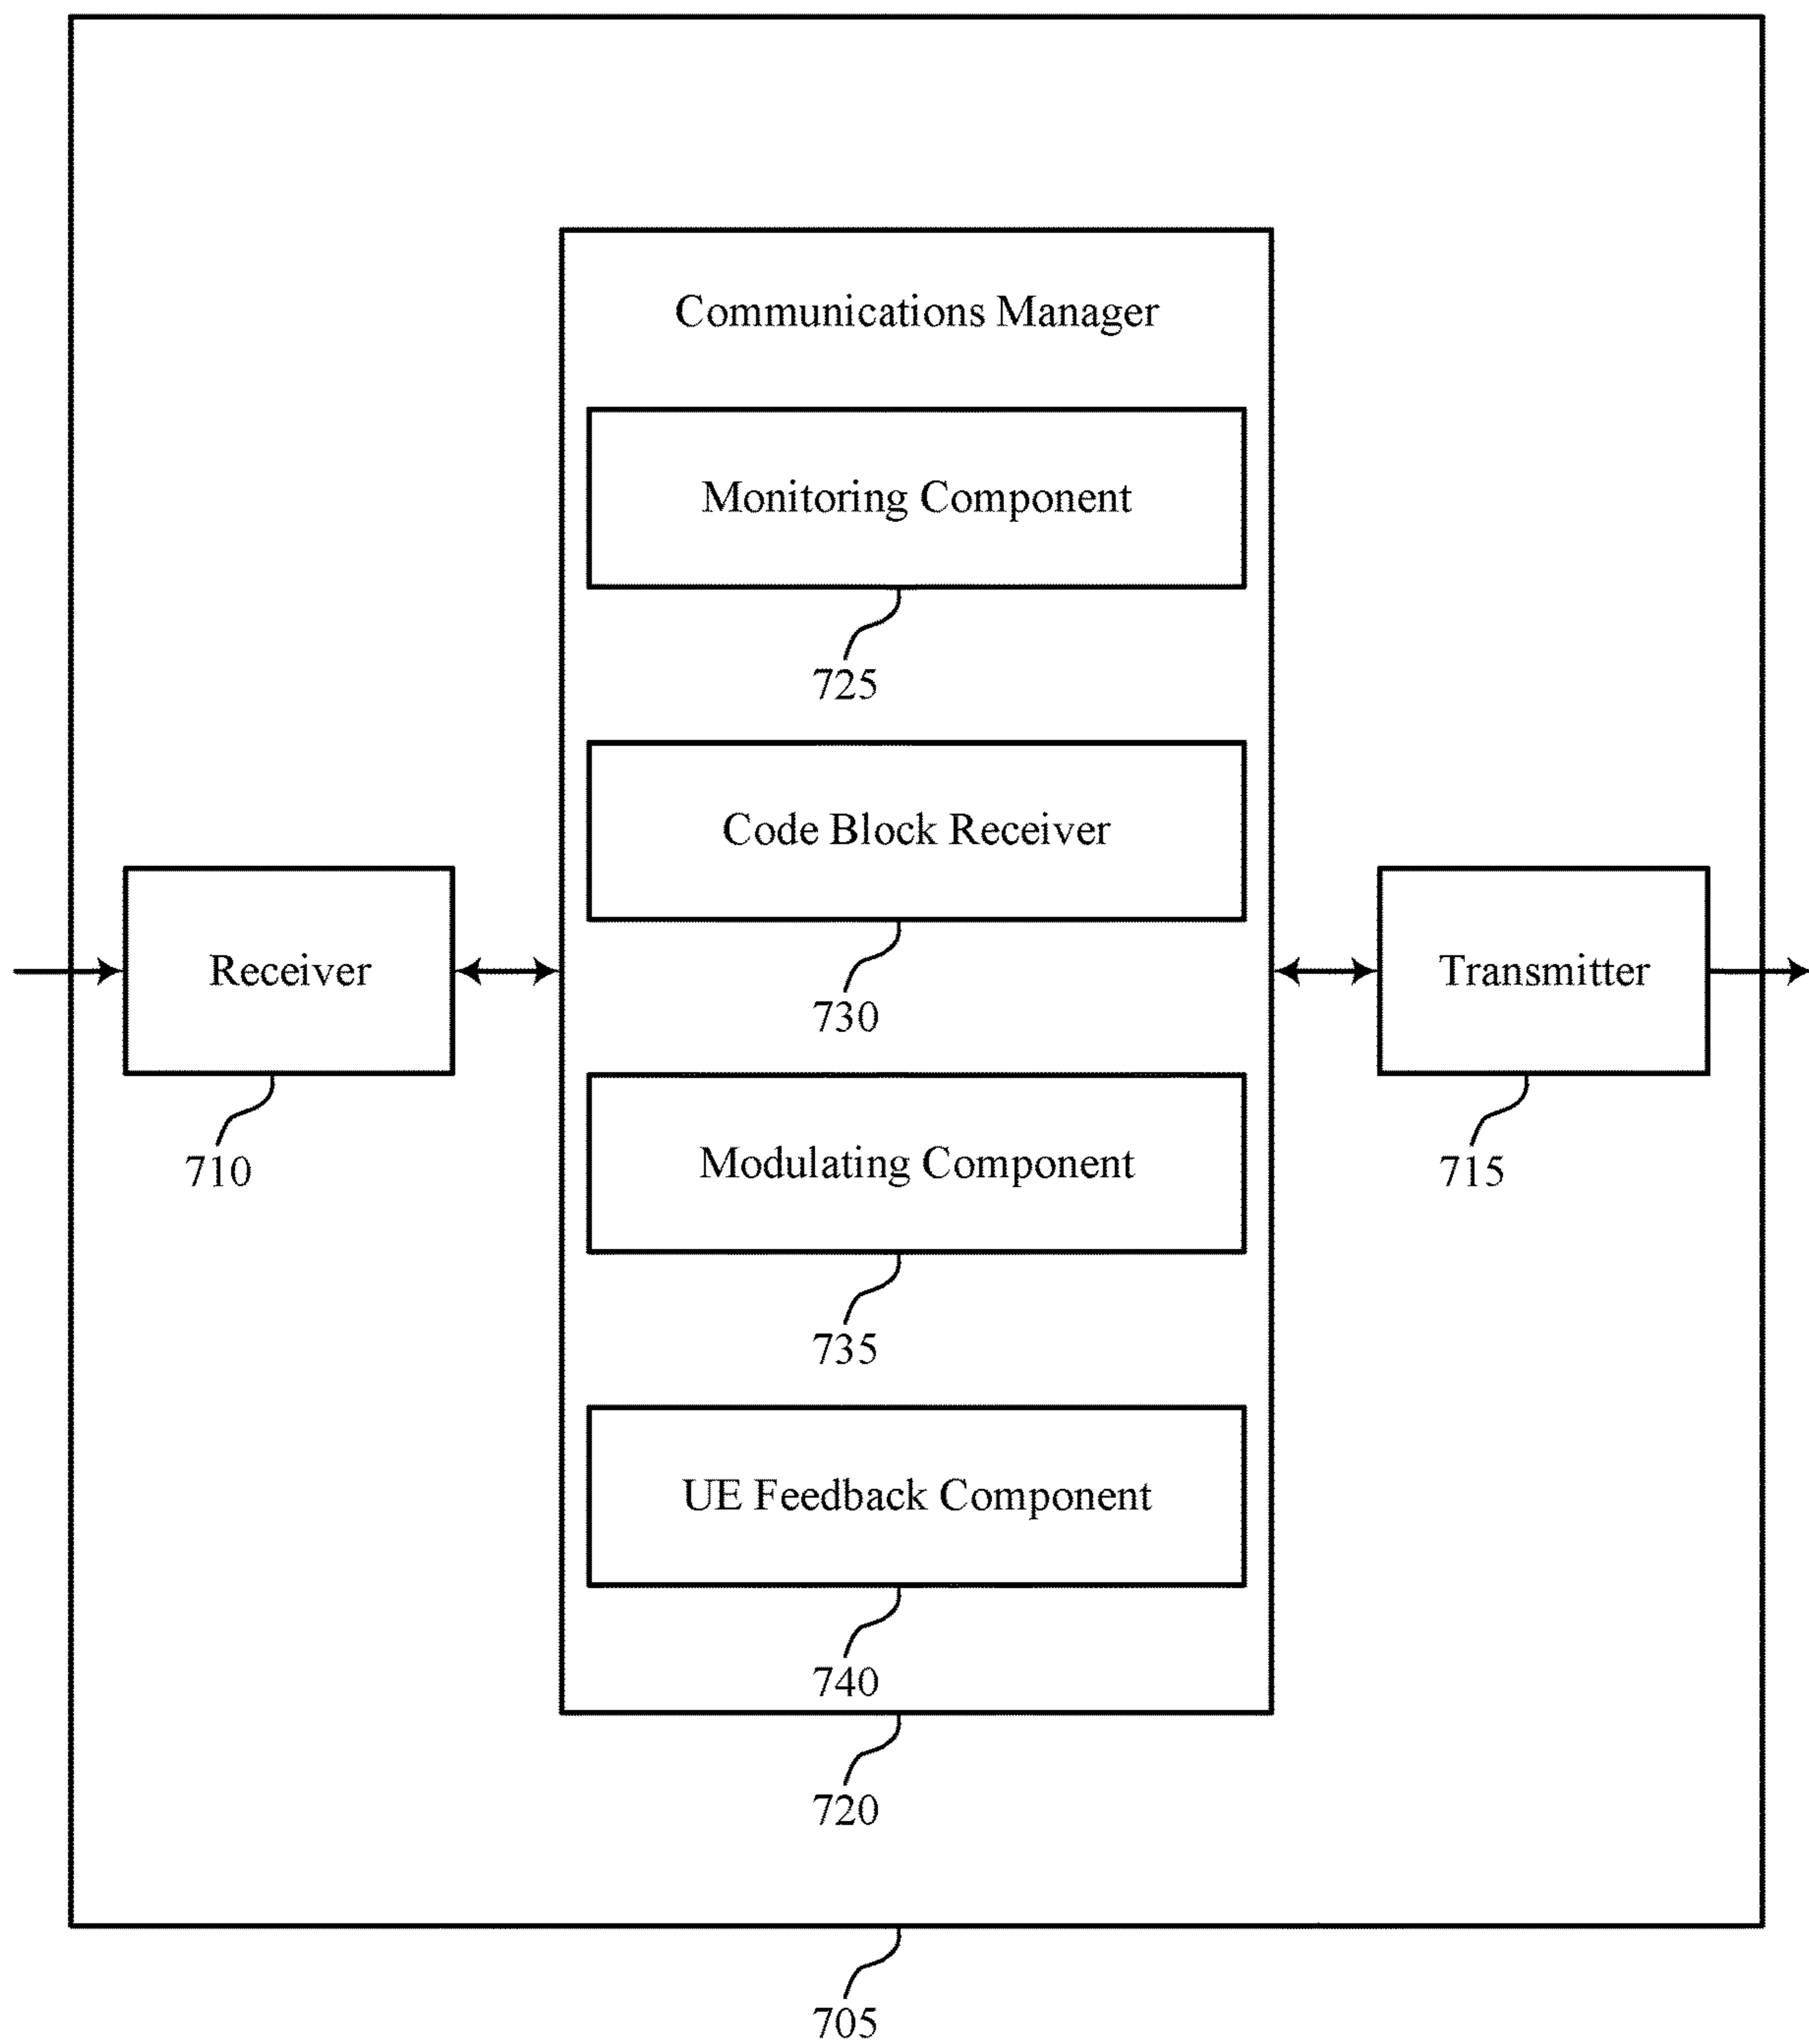 Communications Manager
Monitoring Component
725
Code Block Receiver
730
Receiver
710
Transmitter
715
Modulating Component
735
UE Feedback Component
740
720
705